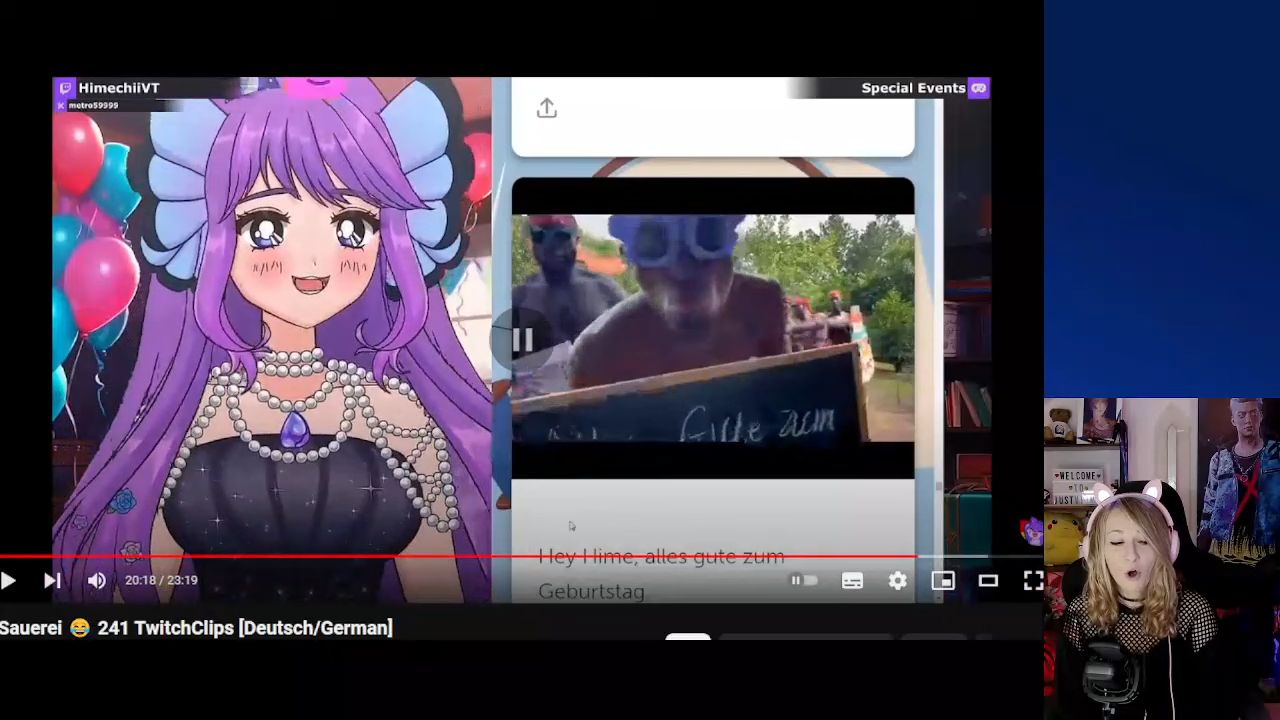 HimechiiVT
Special Events
metro59999
Gute zum
Hey Hime, alles gute zum
Geburtstag,
20:18 / 23:19
Sauerei 😂 241 TwitchClips [Deutsch/German]
WELCOME
TO